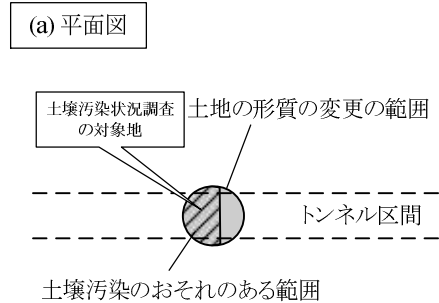 (a) 平面図
土壌汚染状況調査
の対象地
土地の形質の変更の範囲
トンネル区間
土壌汚染のおそれのある範囲